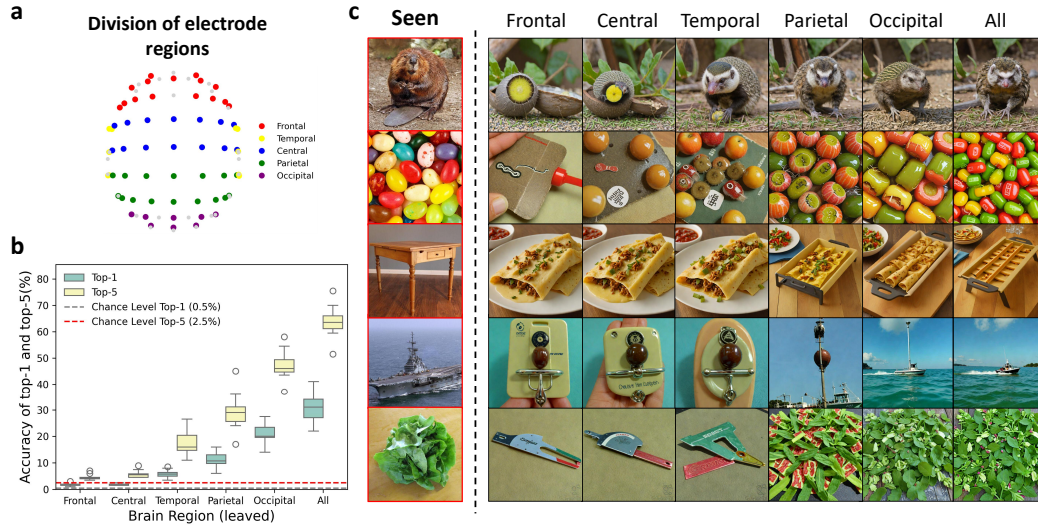 a
Division of electrode
regions
Frontal
Temporal
Central
Parietal
Occipital
b
Accuracy of top-1 and top-5(%)
80
70
60
50
40
30
20
10
0
Top-1
Top-5
Chance Level Top-1 (0.5%)
Chance Level Top-5 (2.5%)
Frontal
Central
Temporal
Parietal
Occipital
All
Brain Region (leaved)
c
Seen
Frontal
Central
Temporal
Parietal
Occipital
All